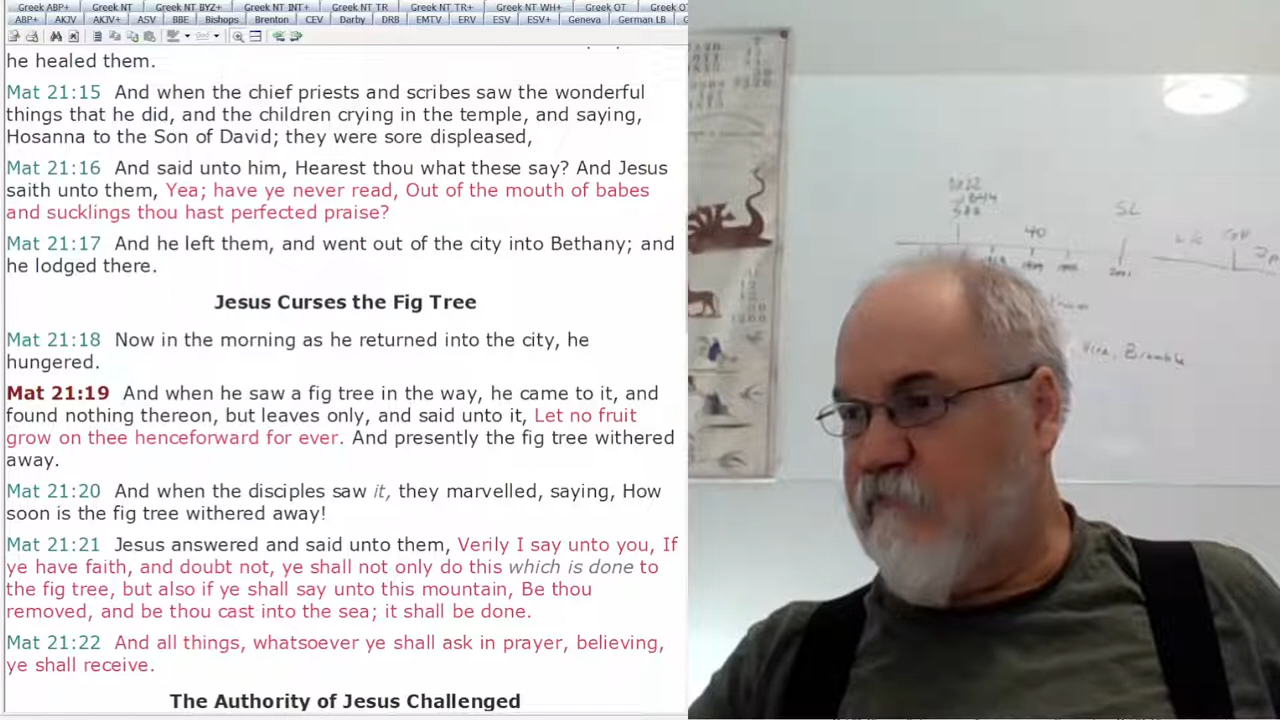 Greek ABP+ Greek NT Greek NT BYZ+ Greek NT INT+ Greek NT TR Greek NT TR+ Greek NT WH+ Greek OT
ABP+ AKJV AKJV+ ASV BBE Bishops Brenton CEV Darby DRB EMTV ERV ESV ESV+ Geneva German LB
he healed them.
Mat 21:15 And when the chief priests and scribes saw the wonderful
things that he did, and the children crying in the temple, and saying,
Hosanna to the Son of David; they were sore displeased,
Mat 21:16 And said unto him, Hearest thou what these say? And Jesus
saith unto them, Yea; have ye never read, Out of the mouth of babes
and sucklings thou hast perfected praise?
Mat 21:17 And he left them, and went out of the city into Bethany; and
he lodged there.
Jesus Curses the Fig Tree
Mat 21:18 Now in the morning as he returned into the city, he
hungered.
Mat 21:19 And when he saw a fig tree in the way, he came to it, and
found nothing thereon, but leaves only, and said unto it, Let no fruit
grow on thee henceforward for ever. And presently the fig tree withered
away.
Mat 21:20 And when the disciples saw it, they marvelled, saying, How
soon is the fig tree withered away!
Mat 21:21 Jesus answered and said unto them, Verily I say unto you, If
ye have faith, and doubt not, ye shall not only do this which is done to
the fig tree, but also if ye shall say unto this mountain, Be thou
removed, and be thou cast into the sea; it shall be done.
Mat 21:22 And all things, whatsoever ye shall ask in prayer, believing,
ye shall receive.
The Authority of Jesus Challenged
SL
40
Vine, Bramble